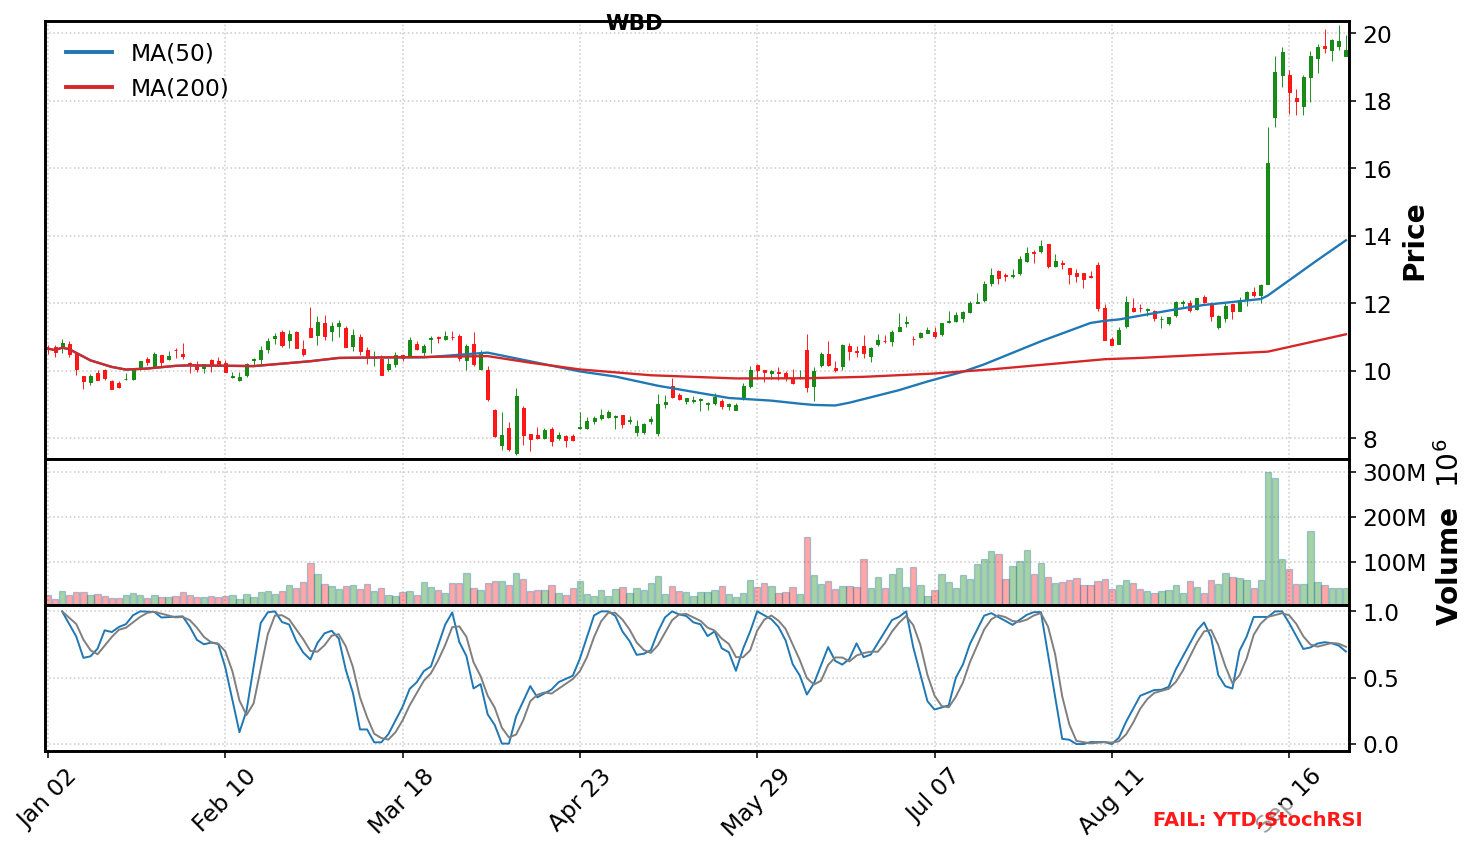 WBD
MA(50)
MA(200)
20
18
16
14
12
10
8
Price
300M
200M
100M
Volume 10^6
1.0
0.5
0.0
Jan 02
Feb 10
Mar 18
Apr 23
May 29
Jul 07
Aug 11
Sep 16
FAIL: YTD,StochRSI